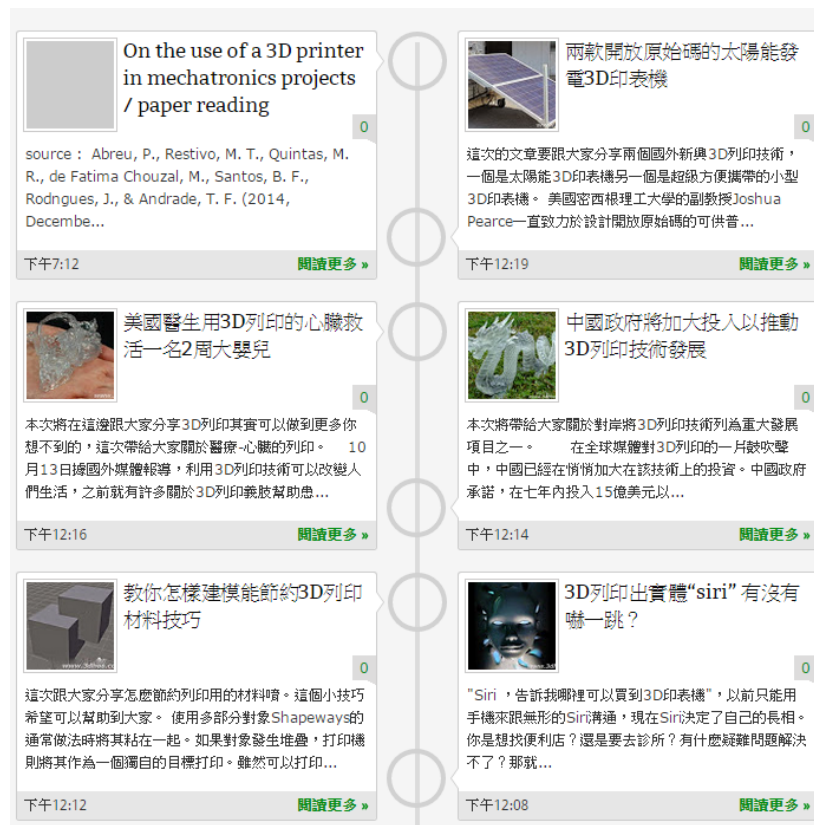 On the use of a 3D printer
in mechatronics projects
/ paper reading
0
source： Abreu, P., Restivo, M. T., Quintas, M.
R., de Fatima Chouzal, M., Santos, B. F.,
Rodngues, J., & Andrade, T. F. (2014,
Decembe...
下午7:12
閱讀更多 »
兩款開放原始碼的太陽能發
電3D印表機
0
這次的文章要跟大家分享兩個國外新興3D列印技術，
一個是太陽能3D印表機另一個是超級方便攜帶的小型
3D印表機。 美國密西根理工大學的副教授Joshua
Pearce一直致力於設計開放原始碼的可供普...
下午12:19
閱讀更多 »
美國醫生用3D列印的心臟救
活一名2周大嬰兒
0
本次將在這邊跟大家分享3D列印其實可以做到更多你
想不到的，這次帶給大家關於醫療-心臟的列印。 10
月13日據國外媒體報導，利用3D列印技術可以改變人
們生活，之前就有許多關於3D列印義肢幫助患...
下午12:16
閱讀更多 »
中國政府將加大投入以推動
3D列印技術發展
0
本次將帶給大家關於對岸將3D列印技術列為重大發展
項目之一。 在全球媒體對3D列印的一片鼓吹聲
中，中國已經在悄悄加大在該技術上的投資。中國政府
承諾，在七年內投入15億美元以...
下午12:14
閱讀更多 »
教你怎樣建模能節約3D列印
材料技巧
0
這次跟大家分享怎麼節約列印用的材料唷。這個小技巧
希望可以幫助到大家。 使用多部分對象Shapeways的
通常做法時將其粘在一起。如果對象發生堆疊，打印機
則將其作為一個獨自的目標打印。雖然可以打印...
下午12:12
閱讀更多 »
3D列印出實體“siri” 有沒有
嚇一跳？
0
"Siri ，告訴我哪裡可以買到3D印表機"，以前只能用
手機來跟無形的Siri溝通，現在Siri決定了自己的長相。
你是想找便利店？還是要去診所？有什麼疑難問題解決
不了？那就...
下午12:08
閱讀更多 »